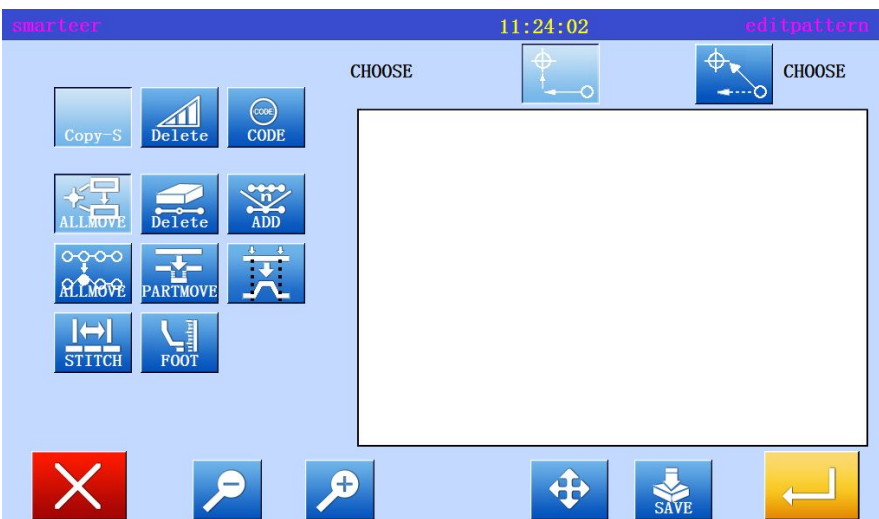 smarteer 11:24:02 editpattern
CHOOSE CHOOSE
Copy-S Delete CODE CODE
ALLMOVE Delete n ADD
ALLMOVE PARTMOVE
STITCH FOOT
SAVE